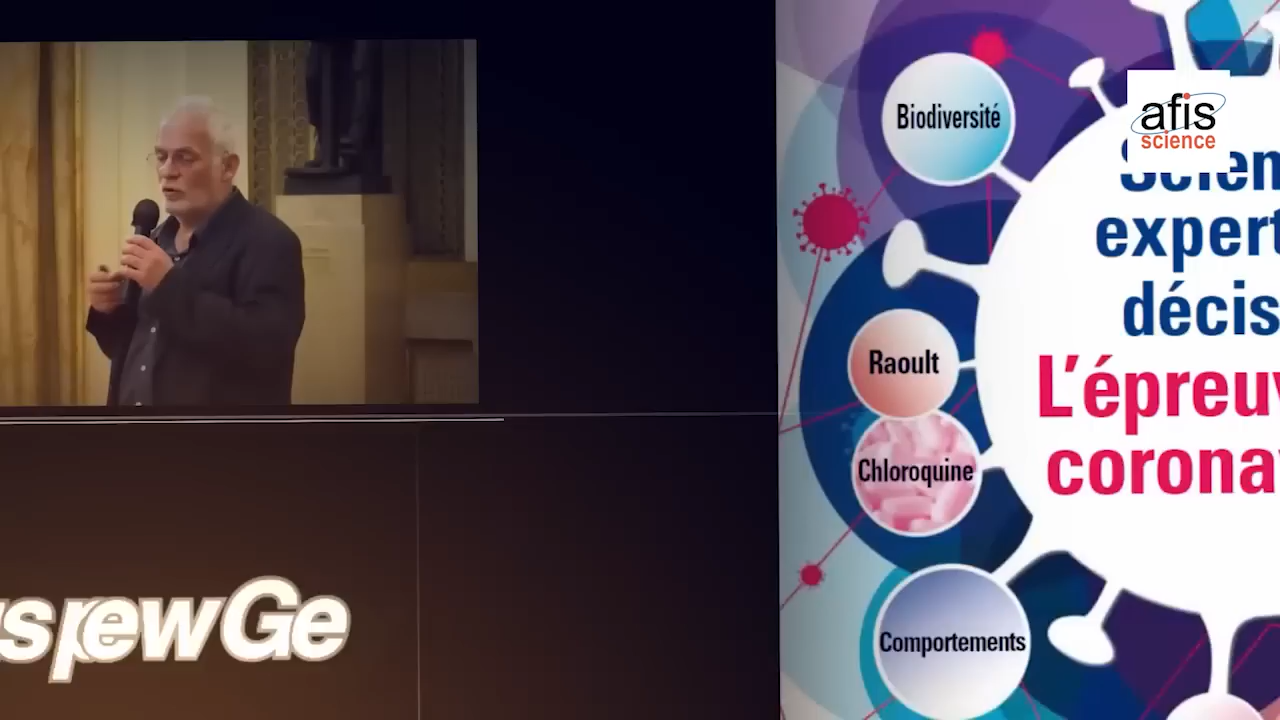 Biodiversité
afis
science
expert
décis
Raoult
L'épreuv
Chloroquine
corona
Comportements